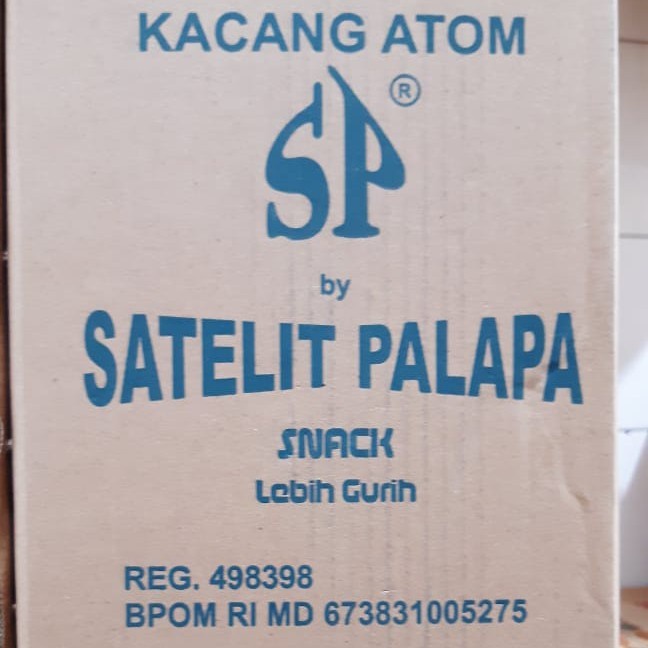 KACANG ATOM
SP®
by
SATELIT PALAPA
SNACK
Lebih Gurih
REG. 498398
BPOM RI MD 673831005275